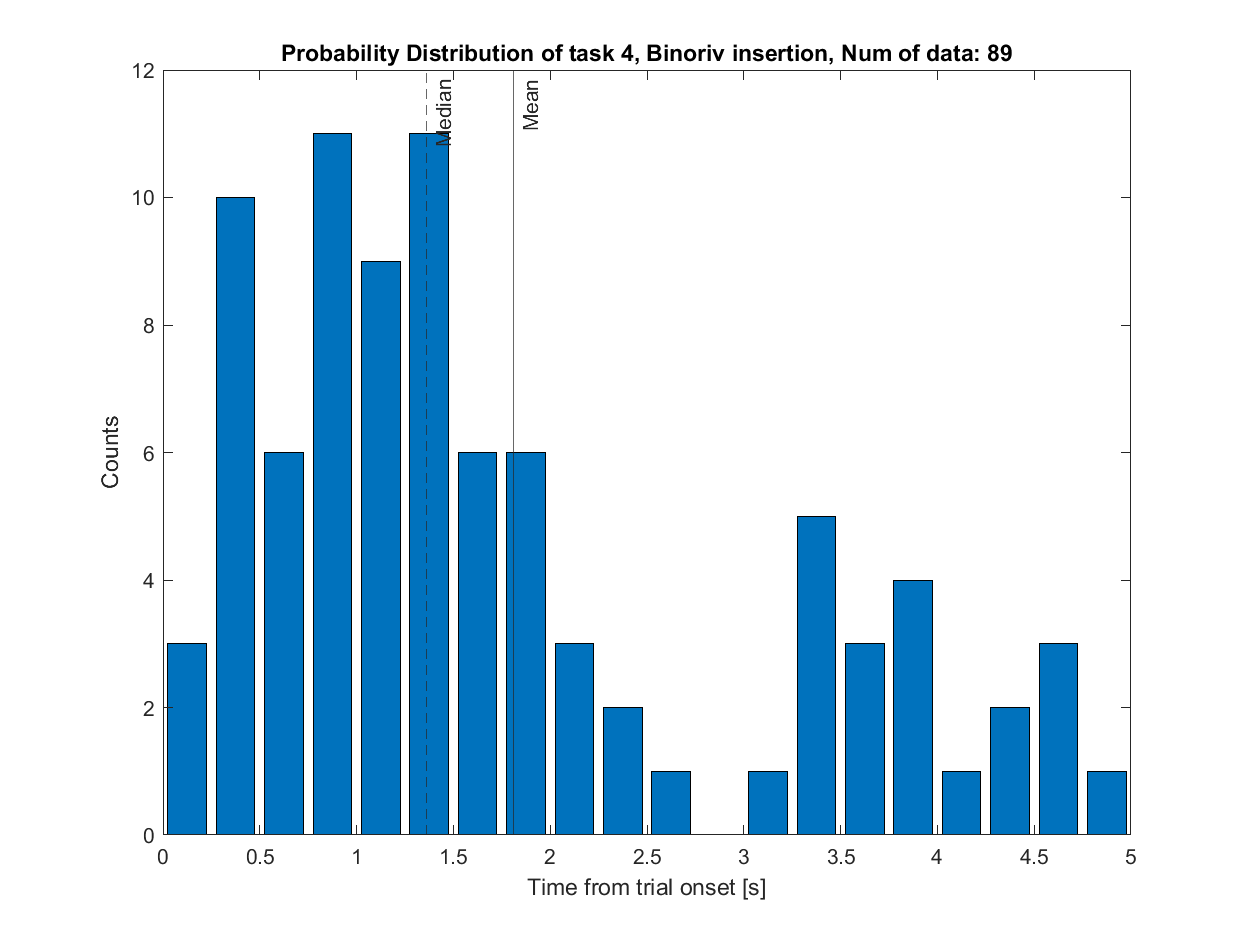 Probability Distribution of task 4, Binoriv insertion, Num of data: 89
12
10
8
6
4
2
0
Counts
Median
Mean
0 0.5 1 1.5 2 2.5 3 3.5 4 4.5 5
Time from trial onset [s]